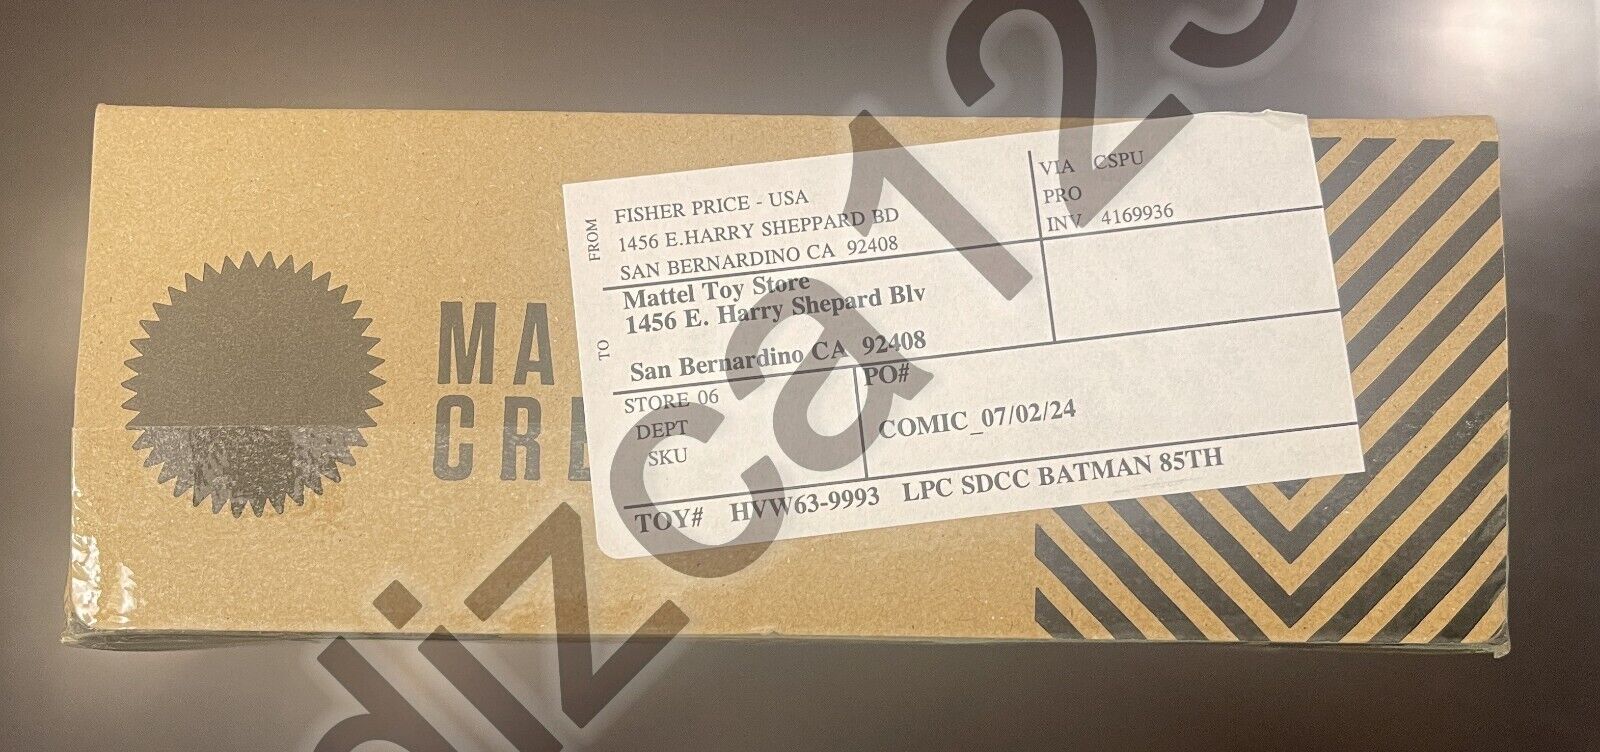 MA
CRE
FROM
FISHER PRICE - USA
1456 E.HARRY SHEPPARD BD
SAN BERNARDINO CA 92408
VIA CSPU
PRO
INV 4169936
TO
Mattel Toy Store
1456 E. Harry Shepard Blv
San Bernardino CA 92408
STORE 06
DEPT
SKU
PO#
COMIC_07/02/24
TOY# HVW63-9993 LPC SDCC BATMAN 85TH
dizca123